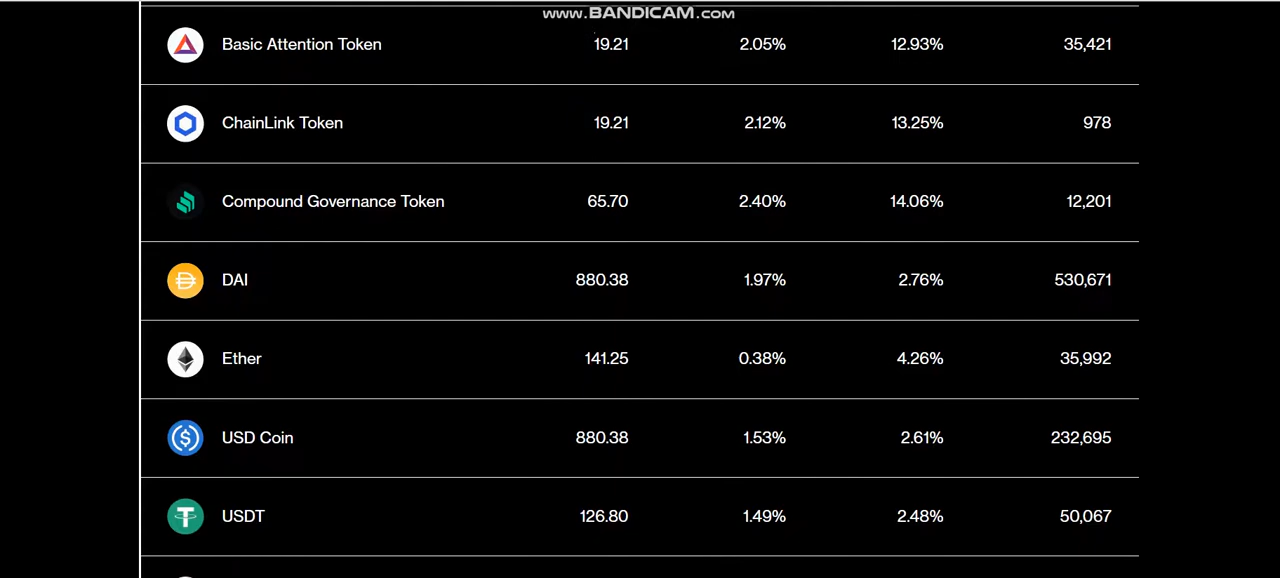 www.BANDICAM.com
Basic Attention Token 19.21 2.05% 12.93% 35,421
ChainLink Token 19.21 2.12% 13.25% 978
Compound Governance Token 65.70 2.40% 14.06% 12,201
DAI 880.38 1.97% 2.76% 530,671
Ether 141.25 0.38% 4.26% 35,992
USD Coin 880.38 1.53% 2.61% 232,695
USDT 126.80 1.49% 2.48% 50,067